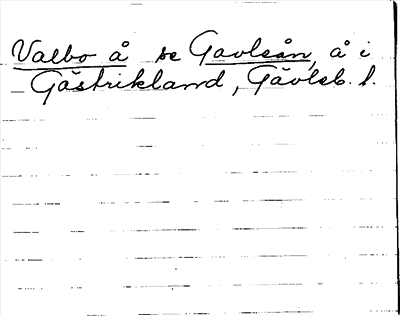 Valbo å se Gavleån, å i
Gästrikland, Gävleb. l.